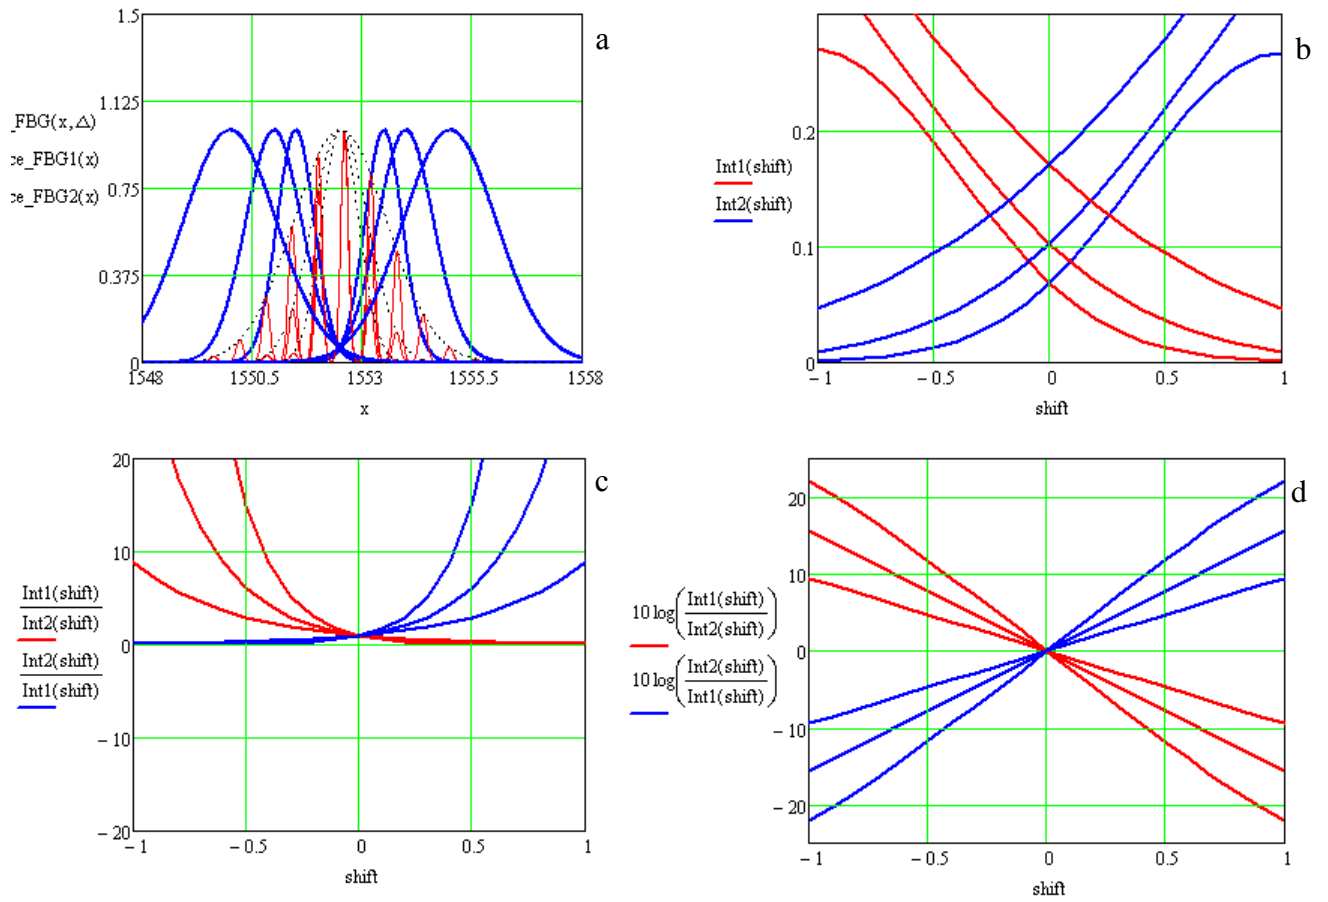 1.5
a
1.125
_FBG(x,Δ)
ce_FBG1(x)
0.75
ce_FBG2(x)
0.375
0
1548
1550.5
1553
1555.5
1558
x
b
0.2
Int1(shift)
Int2(shift)
0.1
0
− 1
− 0.5
0
0.5
1
shift
20
c
10
Int1(shift)
Int2(shift)
0
Int2(shift)
Int1(shift)
− 10
− 20
− 1
− 0.5
0
0.5
1
shift
20
d
10
10 log(Int1(shift)
Int2(shift))
0
10 log(Int2(shift)
Int1(shift))
− 10
− 20
− 1
− 0.5
0
0.5
1
shift